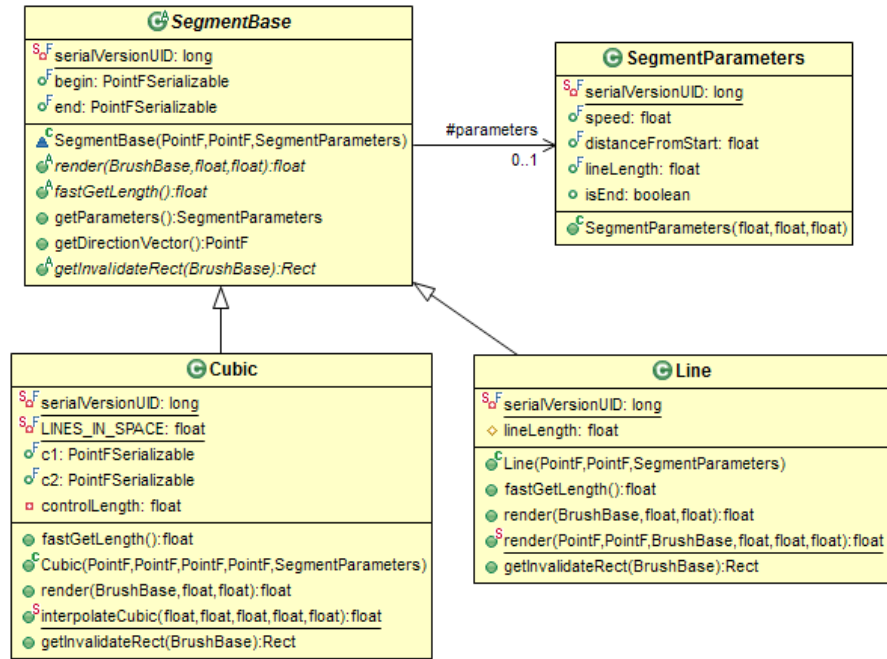 SegmentBase
serialVersionUID: long
begin: PointFSerializable
end: PointFSerializable
SegmentBase(PointF,PointF,SegmentParameters)
render(BrushBase,float,float):float
fastGetLength():float
getParameters():SegmentParameters
getDirectionVector():PointF
getInvalidateRect(BrushBase):Rect
#parameters
0..1
SegmentParameters
serialVersionUID: long
speed: float
distanceFromStart: float
lineLength: float
isEnd: boolean
SegmentParameters(float,float,float)
Cubic
serialVersionUID: long
LINES_IN_SPACE: float
c1: PointFSerializable
c2: PointFSerializable
controlLength: float
fastGetLength():float
Cubic(PointF,PointF,PointF,PointF,SegmentParameters)
render(BrushBase,float,float):float
interpolateCubic(float,float,float,float,float):float
getInvalidateRect(BrushBase):Rect
Line
serialVersionUID: long
lineLength: float
Line(PointF,PointF,SegmentParameters)
fastGetLength():float
render(BrushBase,float,float):float
render(PointF,PointF,BrushBase,float,float,float):float
getInvalidateRect(BrushBase):Rect